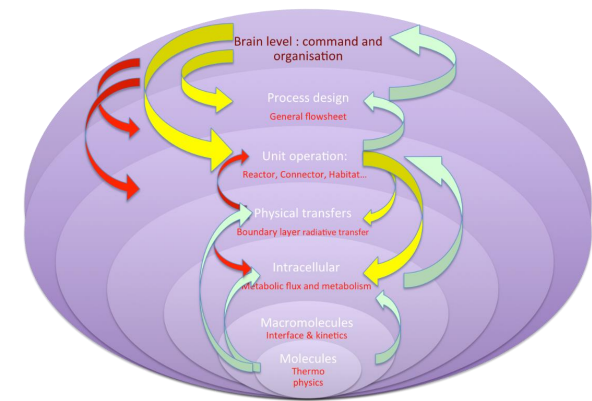 Brain level : command and
organisation
Process design
General flowsheet
Unit operation:
Reactor, Connector, Habitat...
Physical transfers
Boundary layer radiative transfer
Intracellular
Metabolic flux and metabolism
Macromolecules
Interface & kinetics
Molecules
Thermo
physics